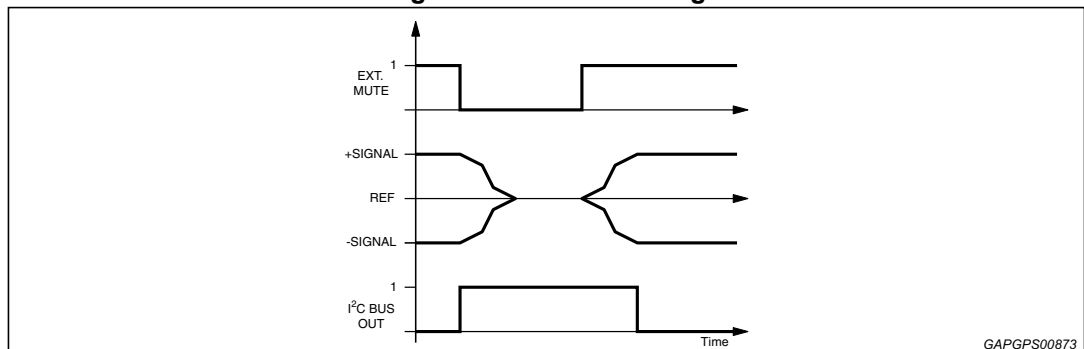 1
EXT.
MUTE
+SIGNAL
REF
-SIGNAL
1
I²C BUS
OUT
Time
GAPGPS00873